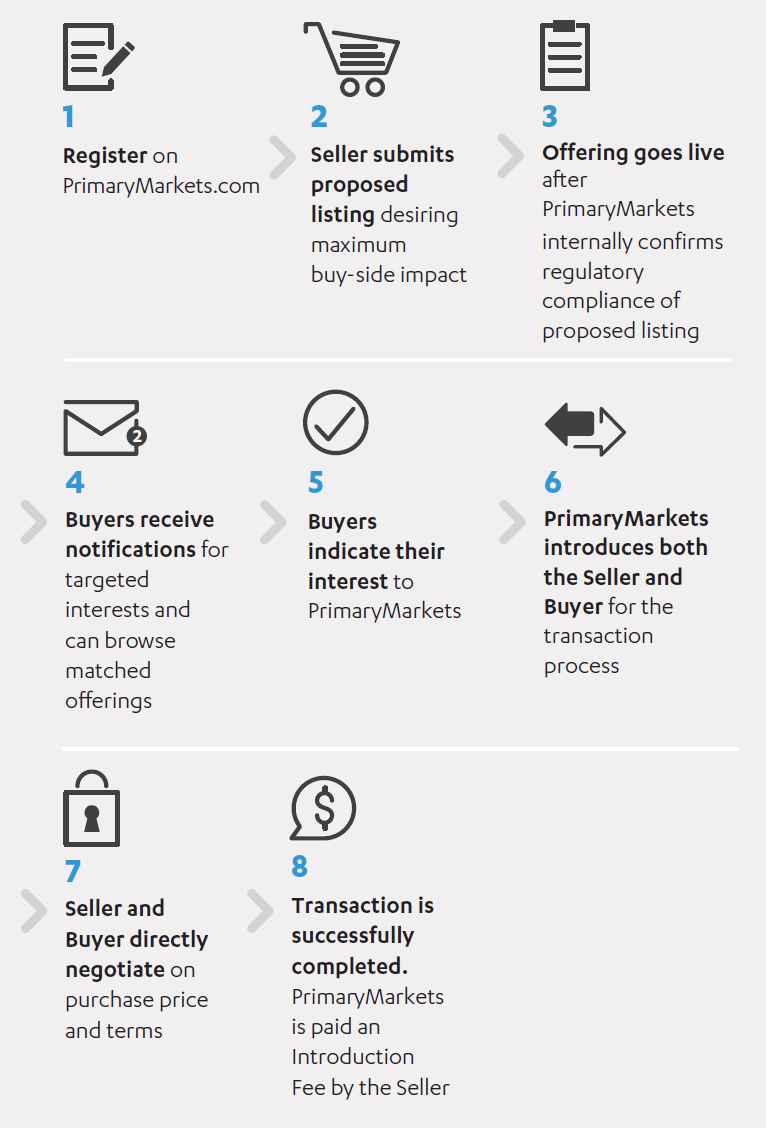 1
Register on
PrimaryMarkets.com
2
Seller submits
proposed
listing desiring
maximum
buy-side impact
3
Offering goes live
after
PrimaryMarkets
internally confirms
regulatory
compliance of
proposed listing
2
4
Buyers receive
notifications for
targeted
interests and
can browse
matched
offerings
5
Buyers
indicate their
interest to
PrimaryMarkets
6
PrimaryMarkets
introduces both
the Seller and
Buyer for the
transaction
process
7
Seller and
Buyer directly
negotiate on
purchase price
and terms
$
8
Transaction is
successfully
completed.
PrimaryMarkets
is paid an
Introduction
Fee by the Seller